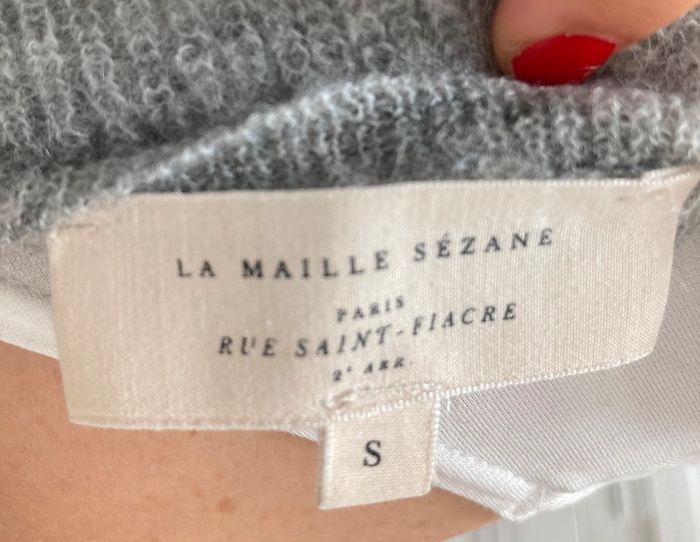 LA MAILLE SÉZANE
PARIS
RUE SAINT-FIACRE
2e ARR.
S